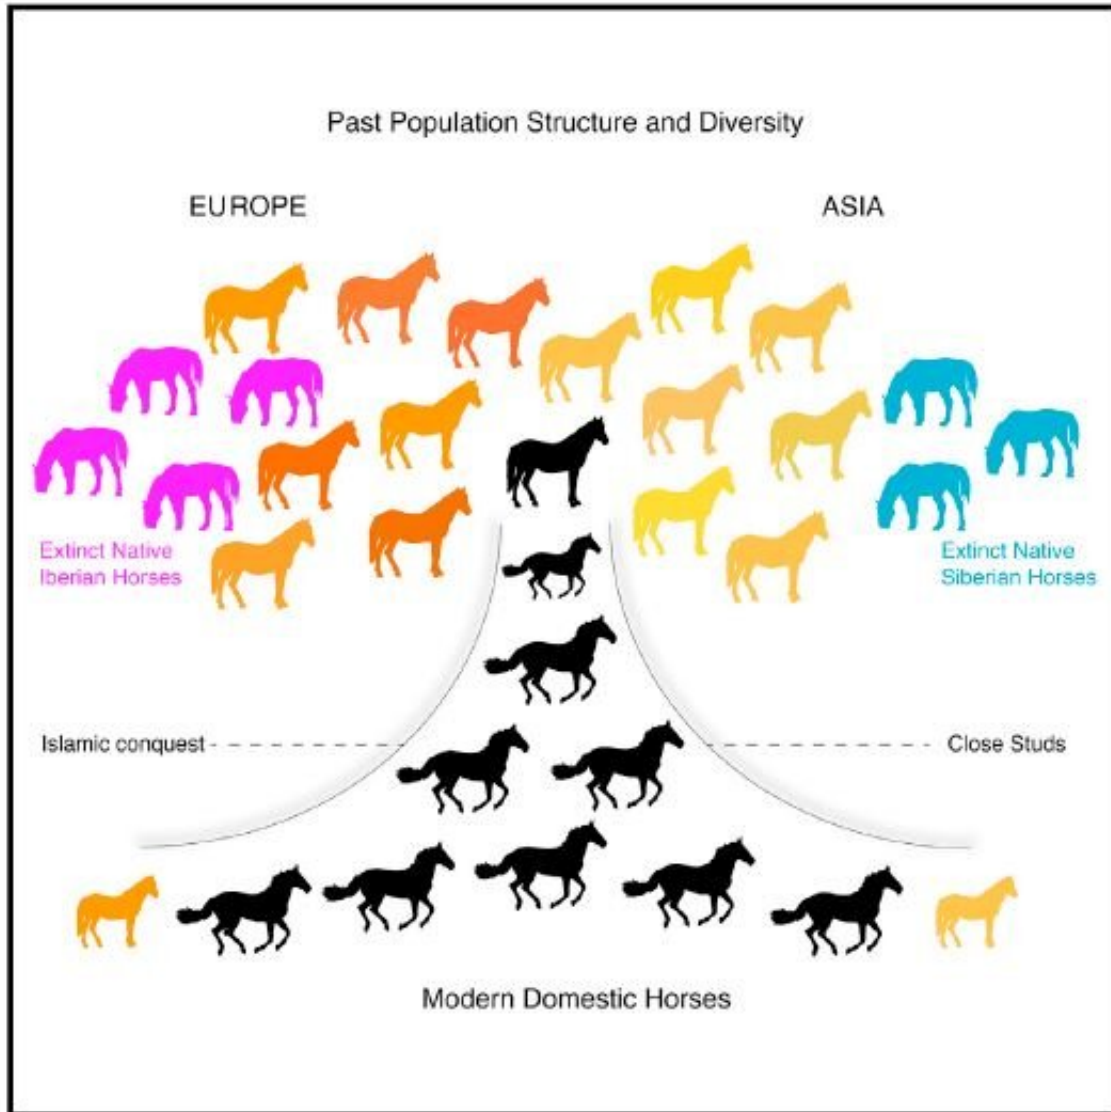 Past Population Structure and Diversity
EUROPE
ASIA
Extinct Native
Iberian Horses
Extinct Native
Siberian Horses
Islamic conquest
Close Studs
Modern Domestic Horses